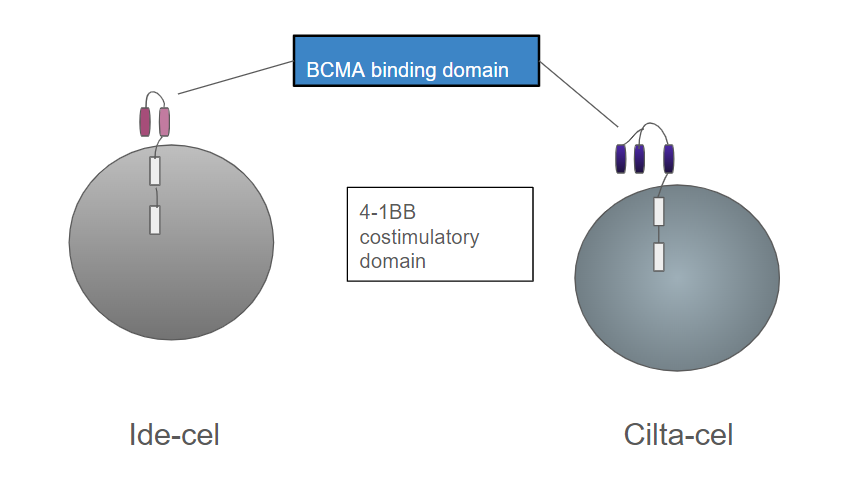 BCMA binding domain
4-1BB
costimulatory
domain
Ide-cel
Cilta-cel